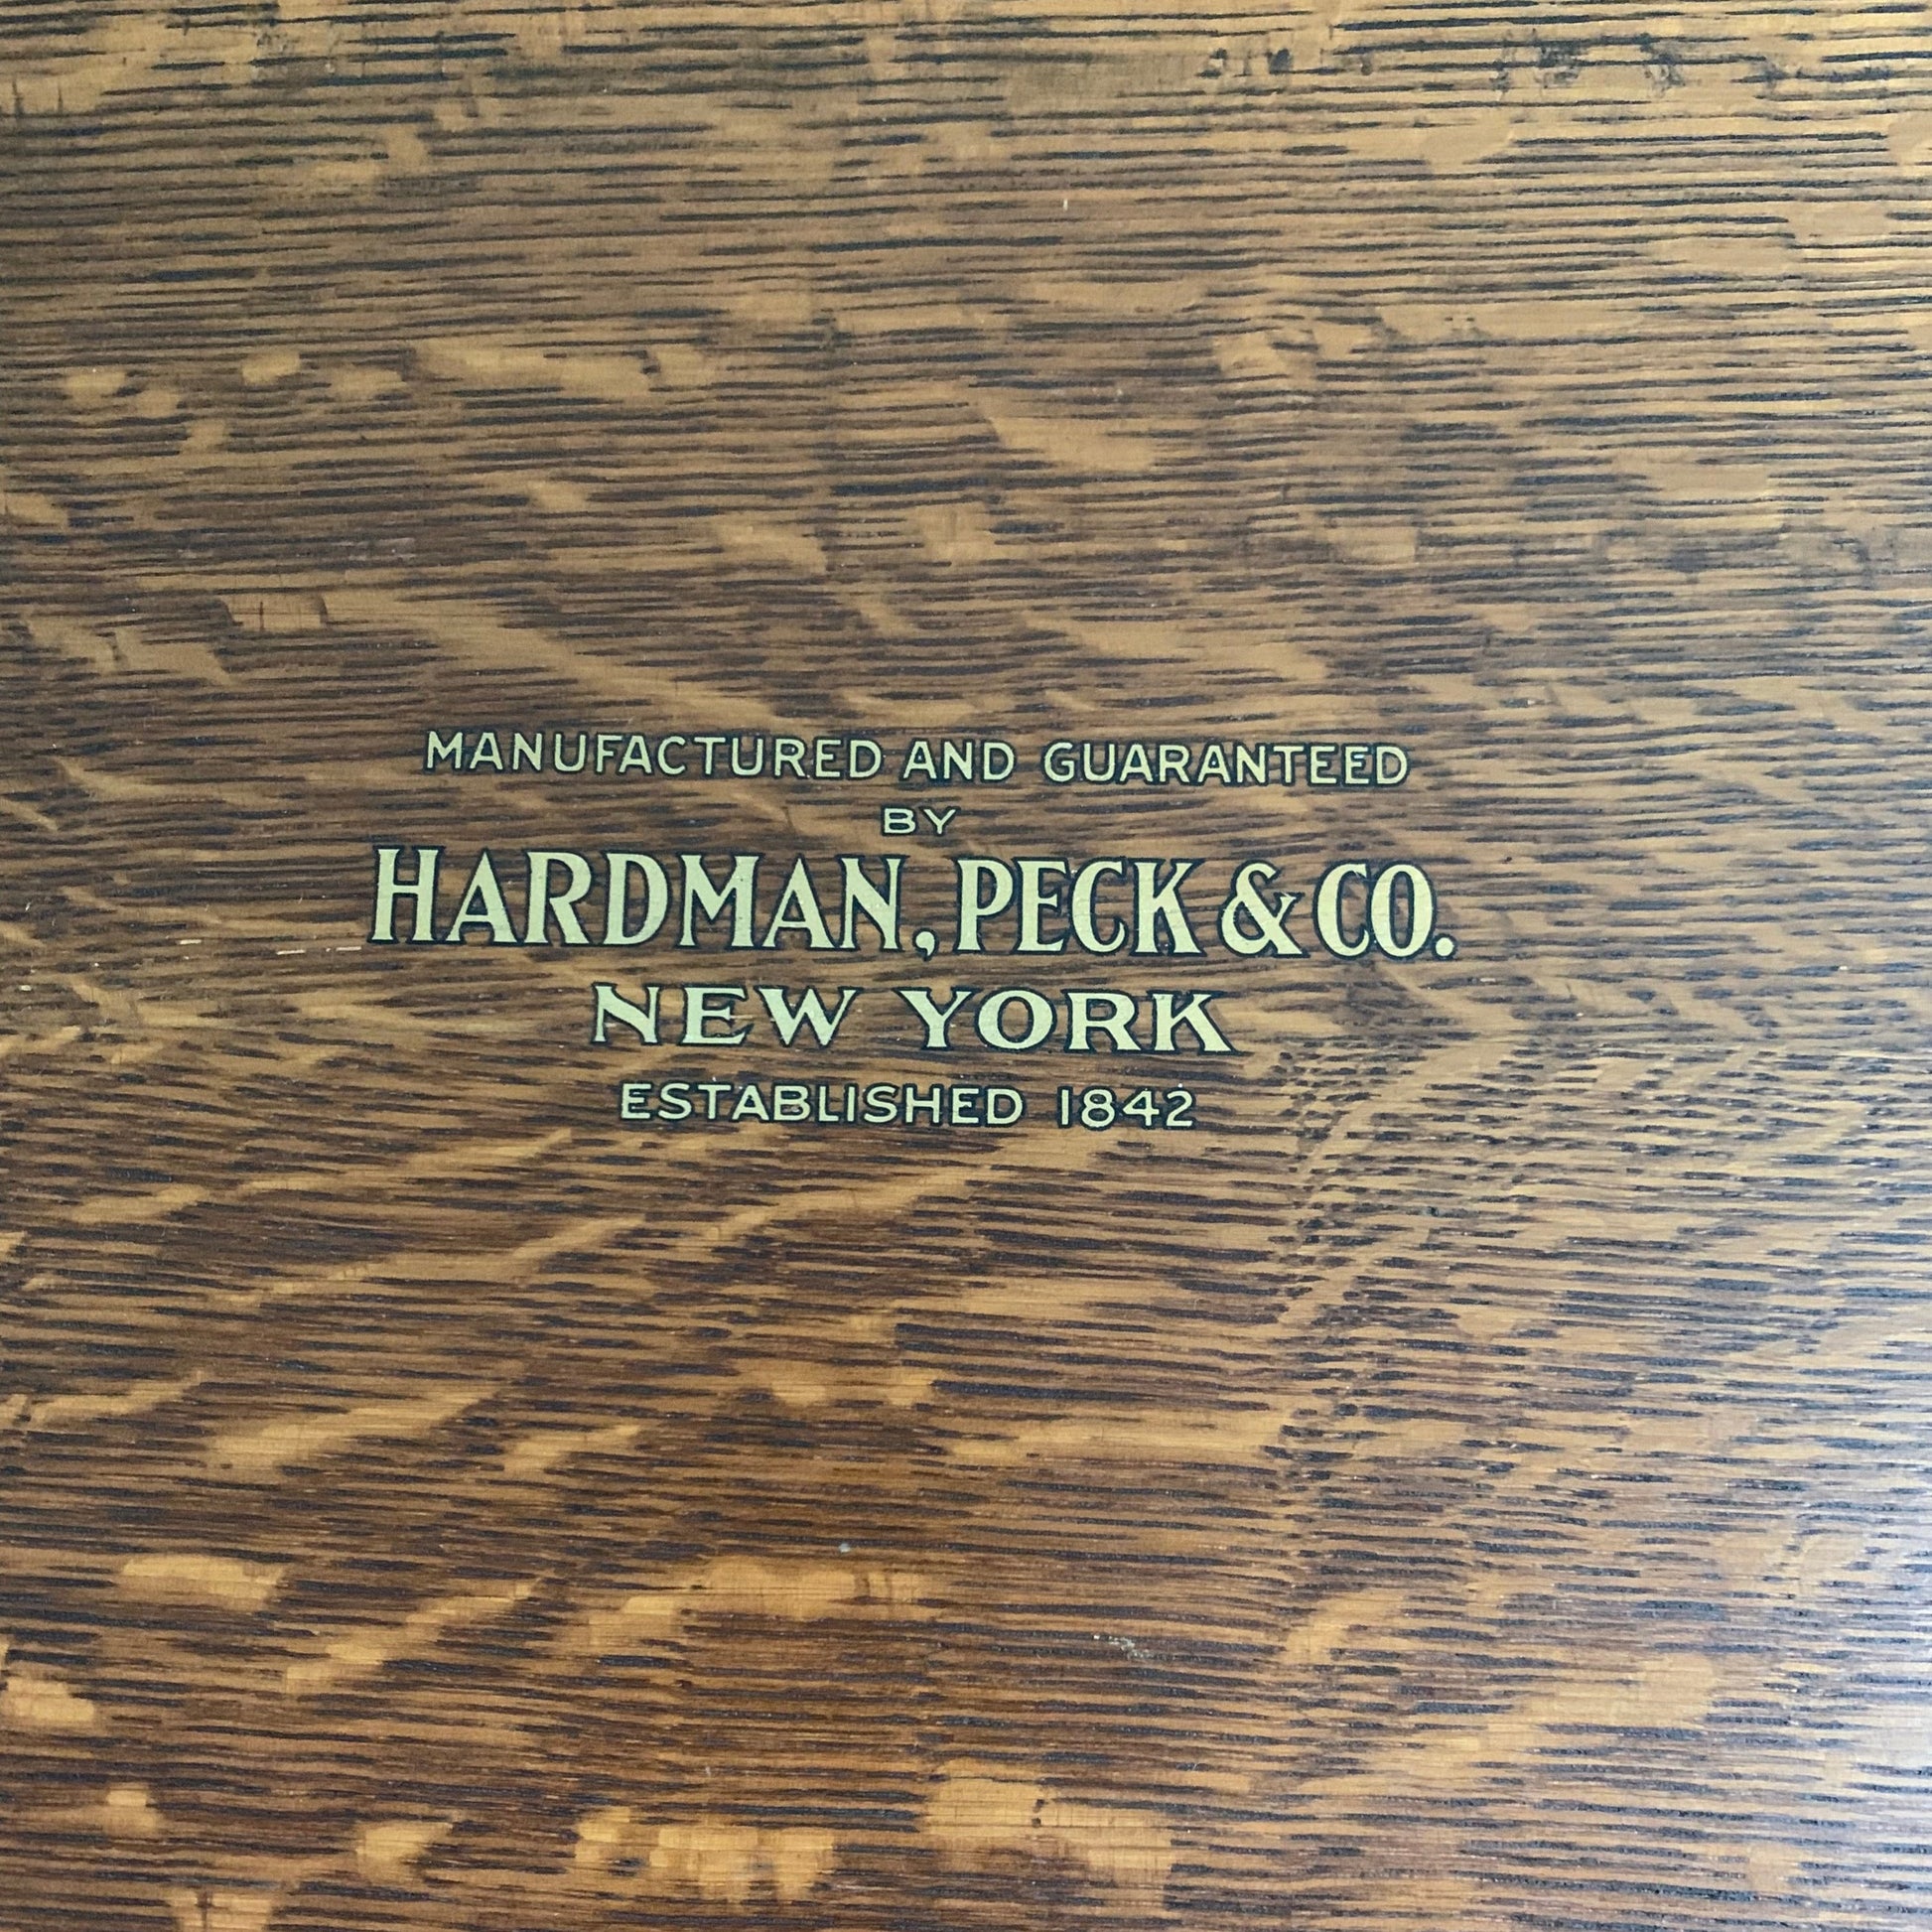 MANUFACTURED AND GUARANTEED
BY
HARDMAN, PECK & CO.
NEW YORK
ESTABLISHED 1842